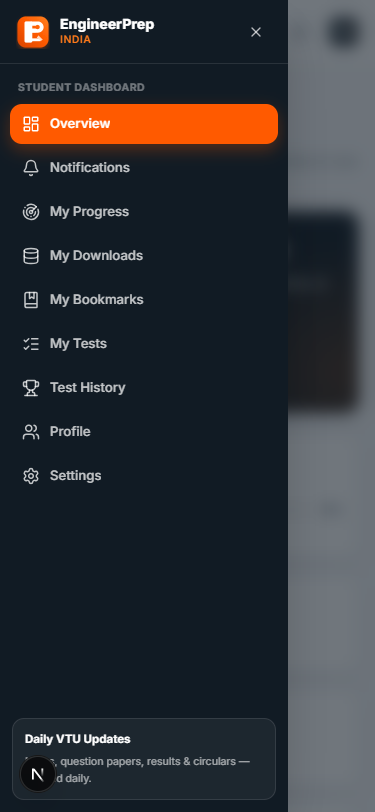 EngineerPrep
INDIA
STUDENT DASHBOARD
Overview
Notifications
My Progress
My Downloads
My Bookmarks
My Tests
Test History
Profile
Settings
Daily VTU Updates
question papers, results & circulars —
daily.
N